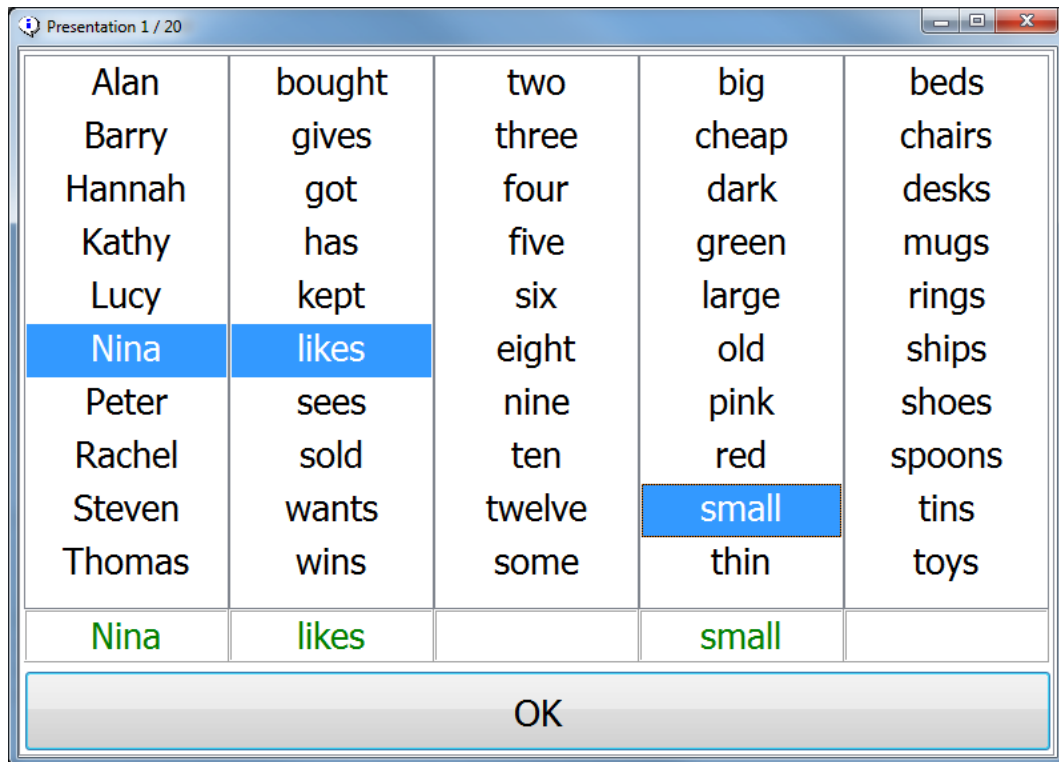 Presentation 1 / 20
Alan bought two big beds
Barry gives three cheap chairs
Hannah got four dark desks
Kathy has five green mugs
Lucy kept six large rings
Nina likes eight old ships
Peter sees nine pink shoes
Rachel sold ten red spoons
Steven wants twelve small tins
Thomas wins some thin toys
Nina likes small
OK